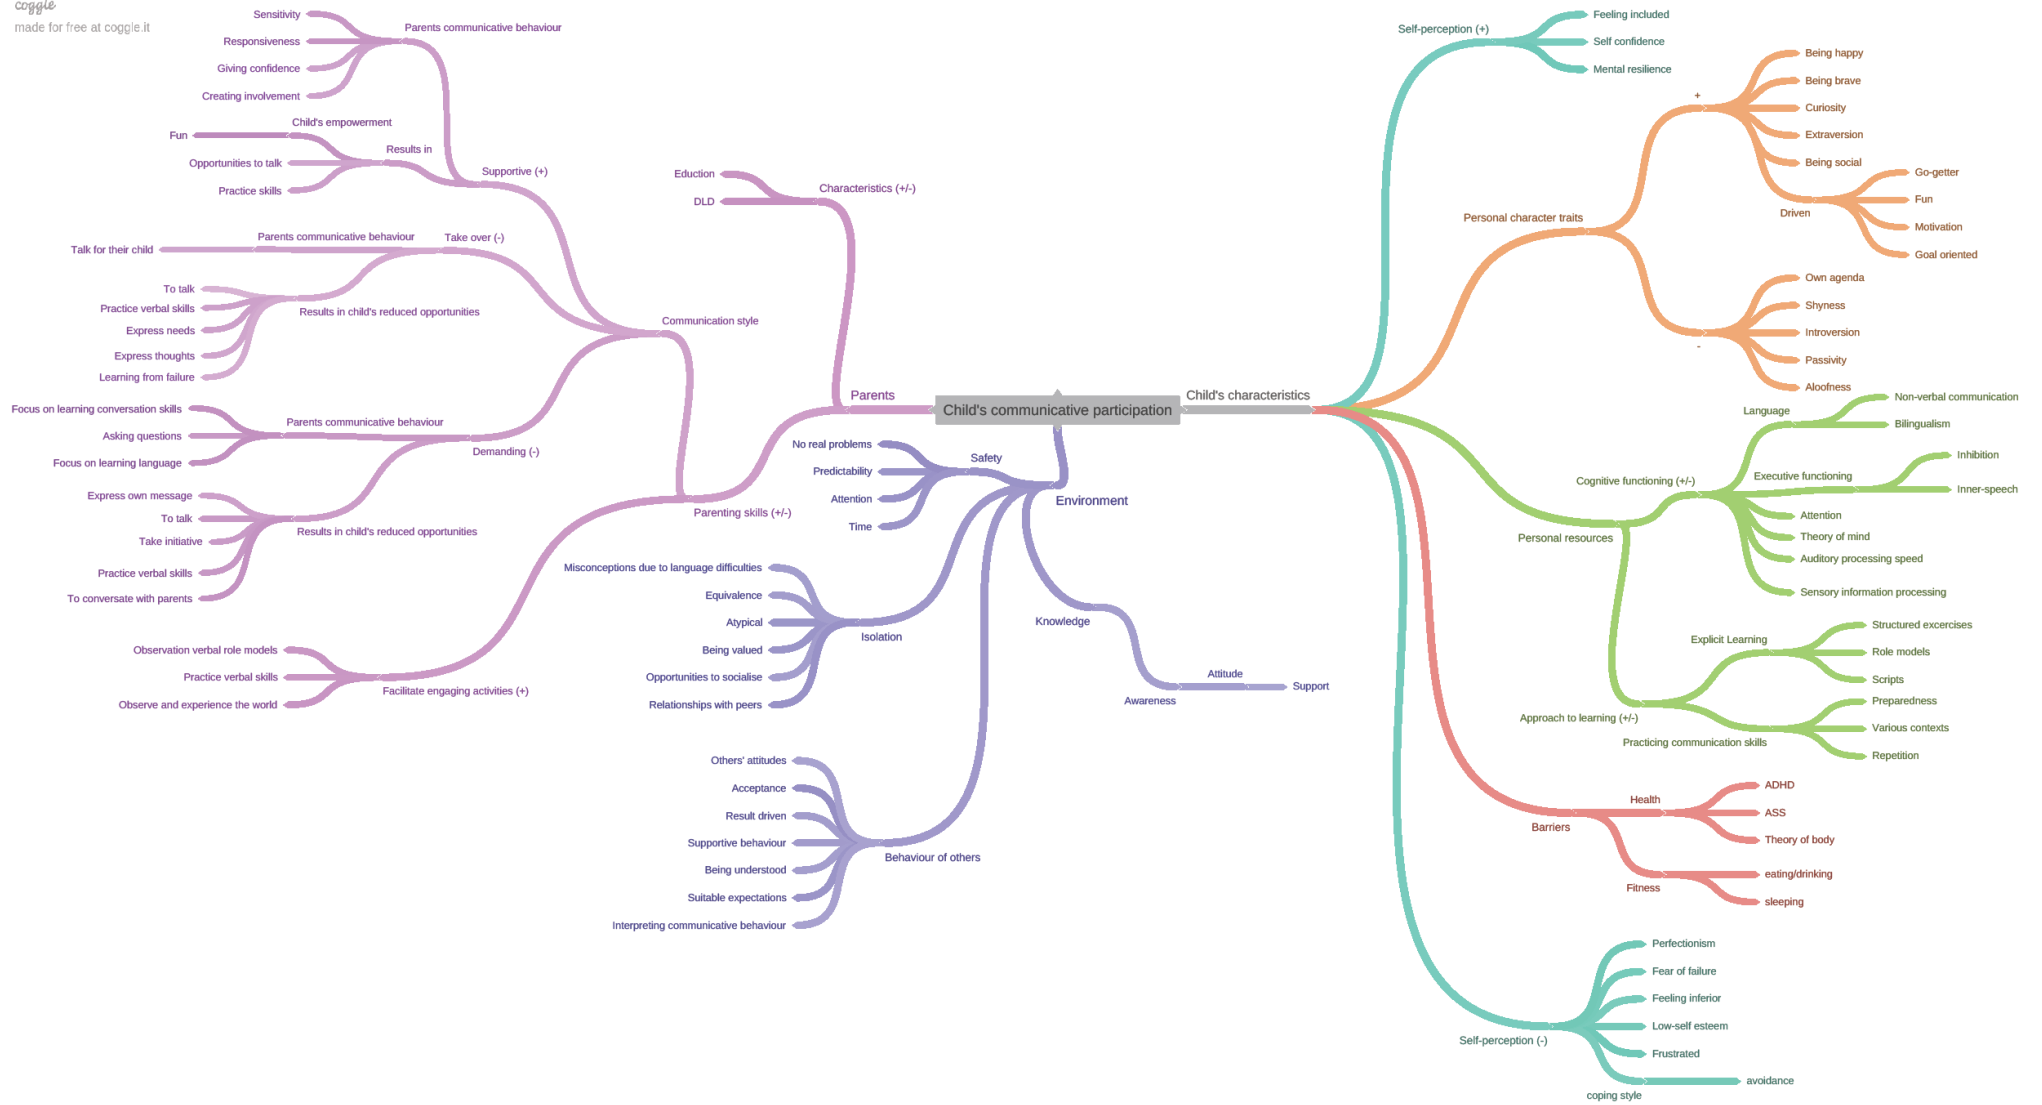 coggle
made for free at coggle.it
Child's communicative participation
Parents
Characteristics (+/-)
Eduction
DLD
Parenting skills (+/-)
Communication style
Supportive (+)
Parents communicative behaviour
Sensitivity
Responsiveness
Giving confidence
Creating involvement
Results in
Child's empowerment
Fun
Opportunities to talk
Practice skills
Take over (-)
Parents communicative behaviour
Talk for their child
Results in child's reduced opportunities
To talk
Practice verbal skills
Express needs
Express thoughts
Learning from failure
Demanding (-)
Parents communicative behaviour
Focus on learning conversation skills
Asking questions
Focus on learning language
Results in child's reduced opportunities
Express own message
To talk
Take initiative
Practice verbal skills
To conversate with parents
Facilitate engaging activities (+)
Observation verbal role models
Practice verbal skills
Observe and experience the world
Environment
Safety
No real problems
Predictability
Attention
Time
Isolation
Misconceptions due to language difficulties
Equivalence
Atypical
Being valued
Opportunities to socialise
Relationships with peers
Behaviour of others
Others' attitudes
Acceptance
Result driven
Supportive behaviour
Being understood
Suitable expectations
Interpreting communicative behaviour
Knowledge
Awareness
Attitude
Support
Child's characteristics
Self-perception (+)
Feeling included
Self confidence
Mental resilience
Personal character traits
+
Being happy
Being brave
Curiosity
Extraversion
Being social
Driven
Go-getter
Fun
Motivation
Goal oriented
-
Own agenda
Shyness
Introversion
Passivity
Aloofness
Personal resources
Cognitive functioning (+/-)
Language
Non-verbal communication
Bilingualism
Executive functioning
Inhibition
Inner-speech
Attention
Theory of mind
Auditory processing speed
Sensory information processing
Approach to learning (+/-)
Explicit Learning
Structured excercises
Role models
Scripts
Practicing communication skills
Preparedness
Various contexts
Repetition
Barriers
Health
ADHD
ASS
Theory of body
Fitness
eating/drinking
sleeping
Self-perception (-)
Perfectionism
Fear of failure
Feeling inferior
Low-self esteem
Frustrated
coping style
avoidance